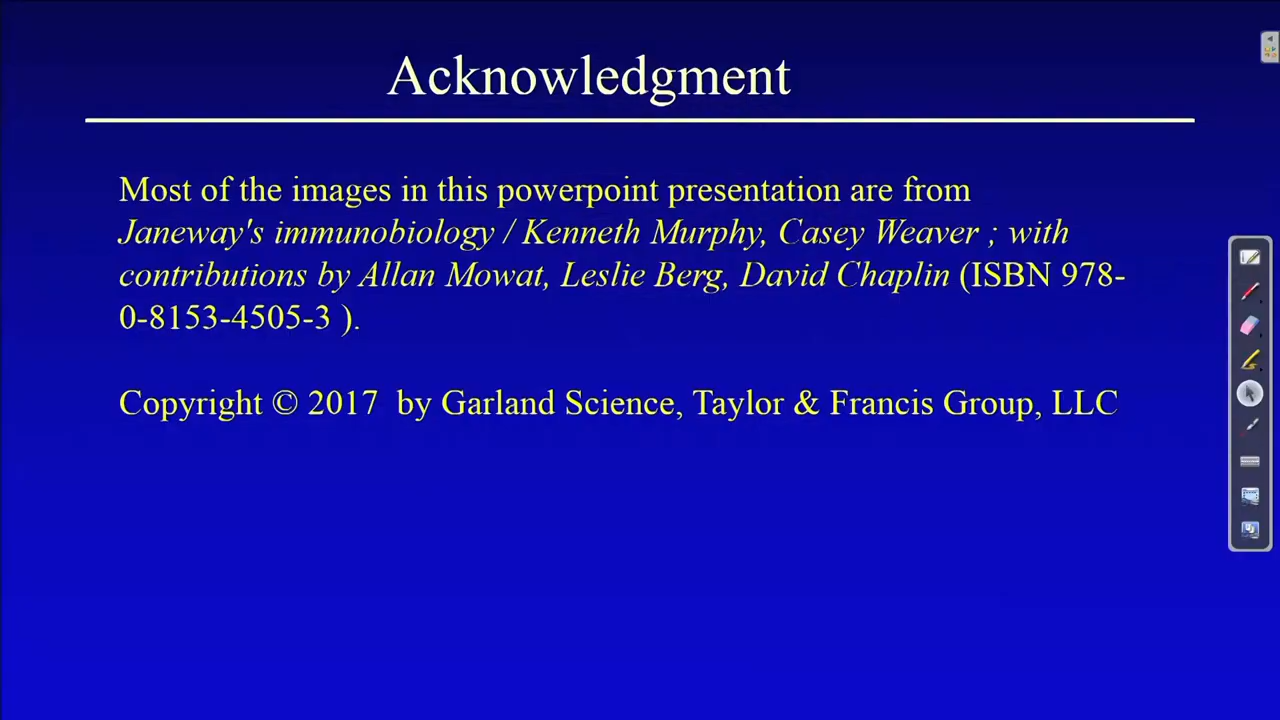 Acknowledgment
Most of the images in this powerpoint presentation are from
Janeway's immunobiology / Kenneth Murphy, Casey Weaver ; with
contributions by Allan Mowat, Leslie Berg, David Chaplin (ISBN 978-
0-8153-4505-3 ).
Copyright © 2017 by Garland Science, Taylor & Francis Group, LLC